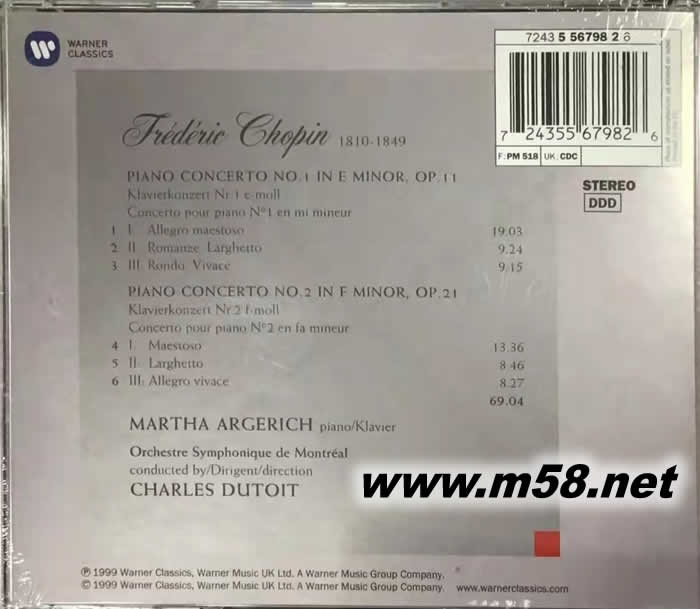 WARNER
CLASSICS
7243 5 56798 2 6
7 24355 67982 6
F: PM 518 UK: CDC
STEREO
DDD
Frédéric Chopin 1810-1849
PIANO CONCERTO NO.1 IN E MINOR, OP.11
Klavierkonzert Nr.1 e-moll
Concerto pour piano Nº1 en mi mineur
1 I. Allegro maestoso 19.03
2 II. Romanze. Larghetto 9.24
3 III. Rondo. Vivace 9.15
PIANO CONCERTO NO.2 IN F MINOR, OP.21
Klavierkonzert Nr.2 f-moll
Concerto pour piano Nº2 en fa mineur
4 I. Maestoso 13.36
5 II. Larghetto 8.46
6 III. Allegro vivace 8.27
69.04
MARTHA ARGERICH piano/Klavier
Orchestre Symphonique de Montréal
conducted by/Dirigent/direction
CHARLES DUTOIT
www.m58.net
℗ 1999 Warner Classics, Warner Music UK Ltd. A Warner Music Group Company.
© 1999 Warner Classics, Warner Music UK Ltd. A Warner Music Group Company.
www.warnerclassics.com